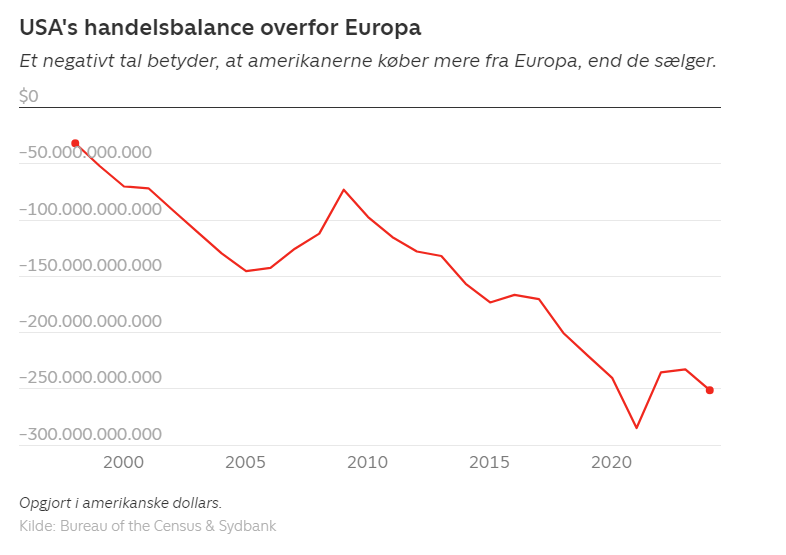 USA's handelsbalance overfor Europa
Et negativt tal betyder, at amerikanerne køber mere fra Europa, end de sælger.
$0
−50.000.000.000
−100.000.000.000
−150.000.000.000
−200.000.000.000
−250.000.000.000
−300.000.000.000
2000 2005 2010 2015 2020
Opgjort i amerikanske dollars.
Kilde: Bureau of the Census & Sydbank